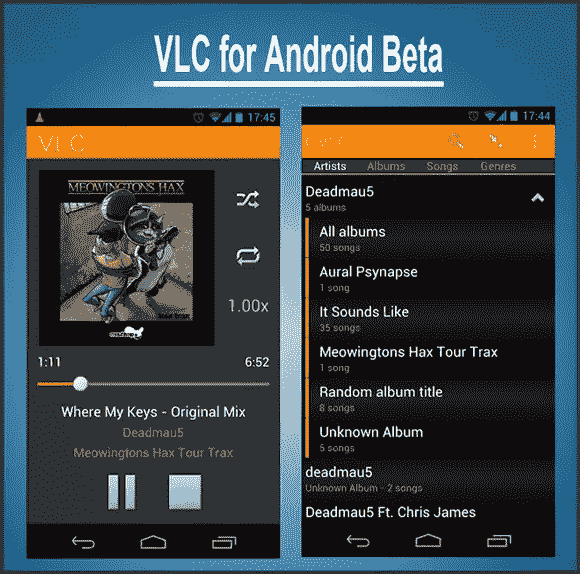 VLC for Android Beta
17:45
VLC
MEOWINGTONS HAX
1.00x
1:11
6:52
Where My Keys - Original Mix
Deadmau5
Meowingtons Hax Tour Trax
17:44
Artists Albums Songs Genres
Deadmau5
5 albums
All albums
50 songs
Aural Psynapse
1 song
It Sounds Like
35 songs
Meowingtons Hax Tour Trax
1 song
Random album title
8 songs
Unknown Album
5 songs
deadmau5
Unknown Album - 2 songs
Deadmau5 Ft. Chris James